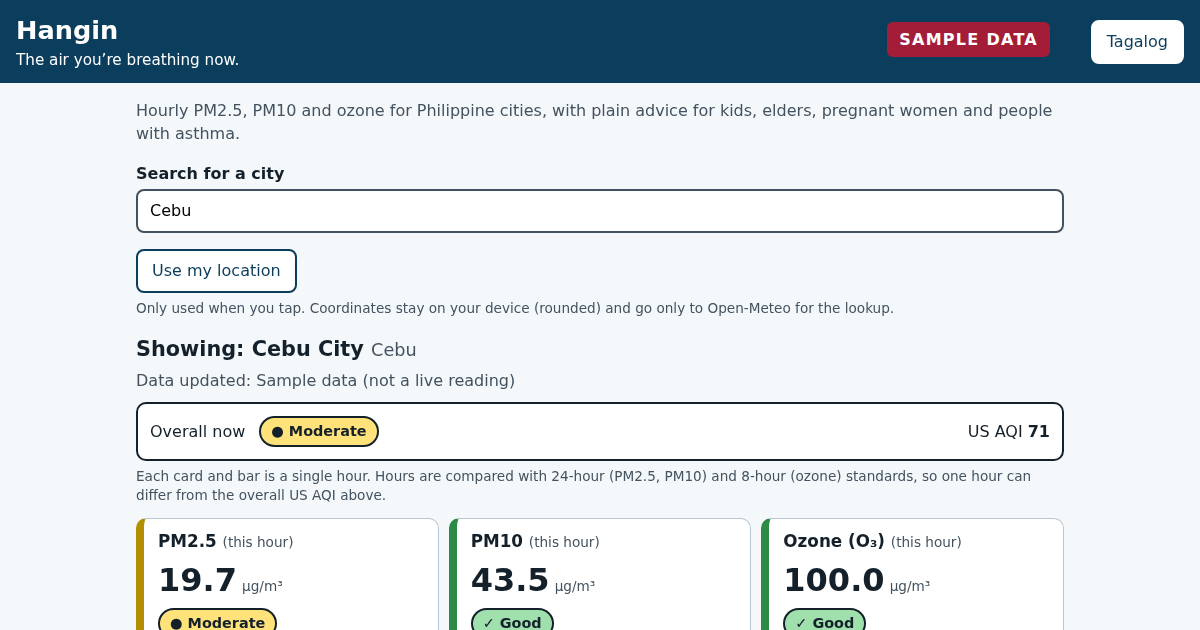 Hangin
The air you’re breathing now.
SAMPLE DATA
Tagalog
Hourly PM2.5, PM10 and ozone for Philippine cities, with plain advice for kids, elders, pregnant women and people
with asthma.
Search for a city
Cebu
Use my location
Only used when you tap. Coordinates stay on your device (rounded) and go only to Open-Meteo for the lookup.
Showing: Cebu City Cebu
Data updated: Sample data (not a live reading)
Overall now ● Moderate US AQI 71
Each card and bar is a single hour. Hours are compared with 24-hour (PM2.5, PM10) and 8-hour (ozone) standards, so one hour can
differ from the overall US AQI above.
PM2.5 (this hour)
19.7 µg/m³
● Moderate
PM10 (this hour)
43.5 µg/m³
✓ Good
Ozone (O₃) (this hour)
100.0 µg/m³
✓ Good